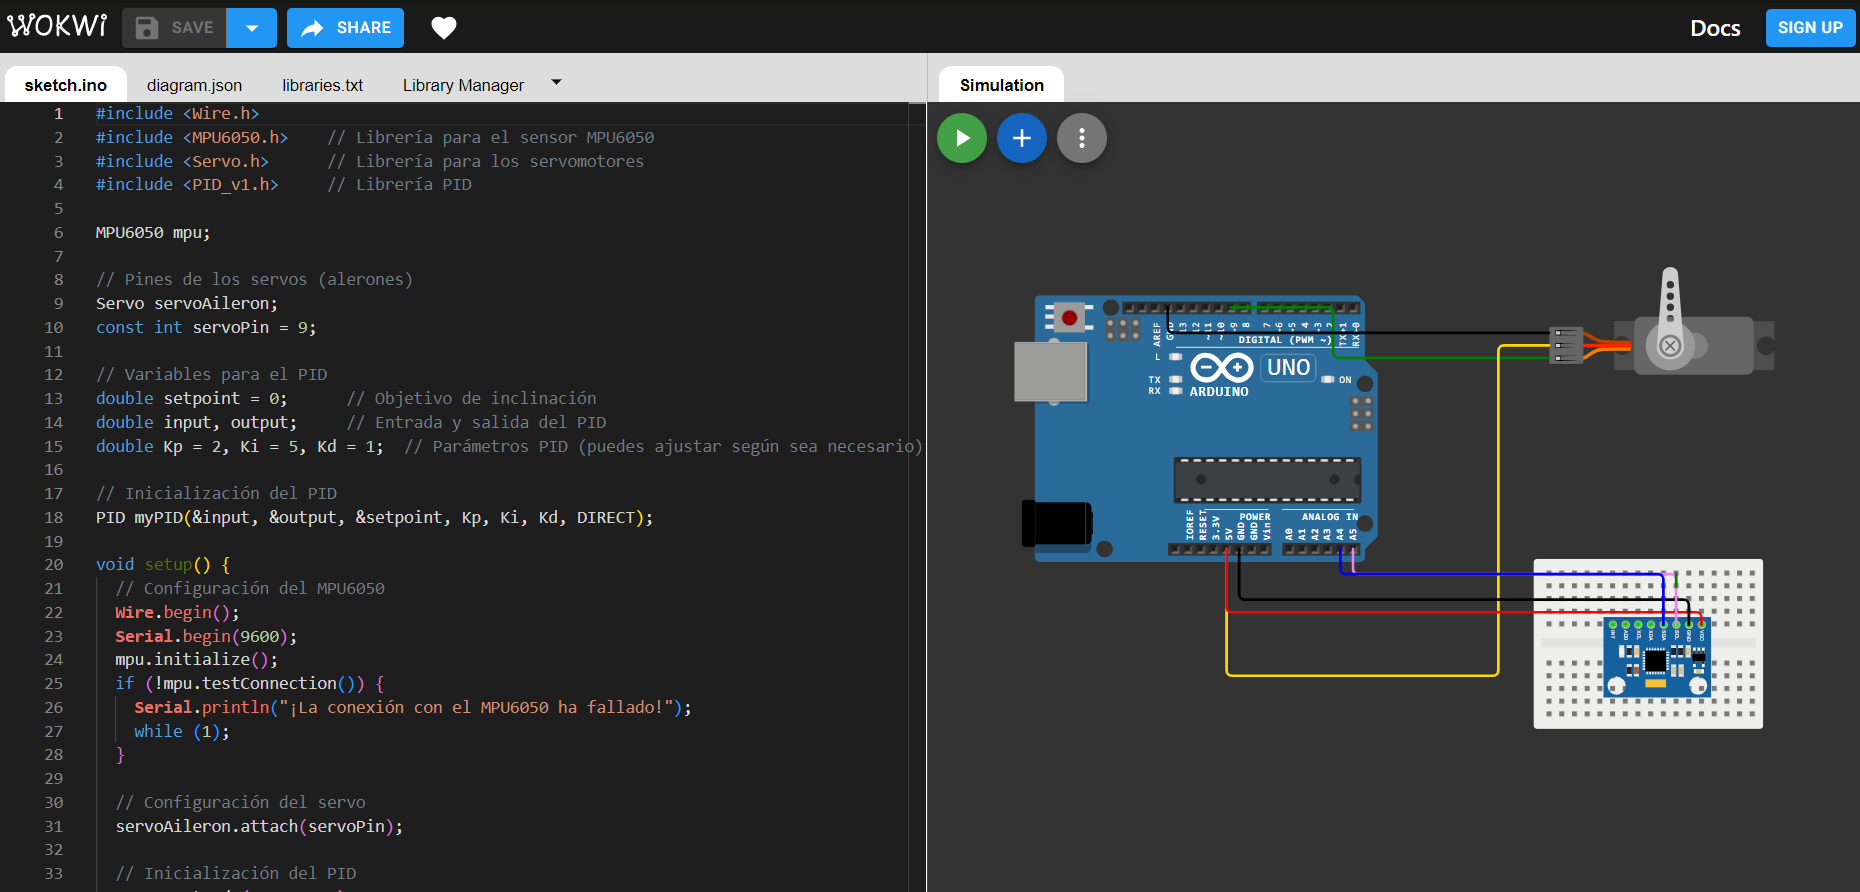 WOKWI SAVE SHARE Docs SIGN UP
sketch.ino diagram.json libraries.txt Library Manager
Simulation
1 #include <Wire.h>
2 #include <MPU6050.h>    // Librería para el sensor MPU6050
3 #include <Servo.h>      // Librería para los servomotores
4 #include <PID_v1.h>     // Librería PID
5
6 MPU6050 mpu;
7
8 // Pines de los servos (alerones)
9 Servo servoAileron;
10 const int servoPin = 9;
11
12 // Variables para el PID
13 double setpoint = 0;      // Objetivo de inclinación
14 double input, output;     // Entrada y salida del PID
15 double Kp = 2, Ki = 5, Kd = 1;  // Parámetros PID (puedes ajustar según sea necesario)
16
17 // Inicialización del PID
18 PID myPID(&input, &output, &setpoint, Kp, Ki, Kd, DIRECT);
19
20 void setup() {
21   // Configuración del MPU6050
22   Wire.begin();
23   Serial.begin(9600);
24   mpu.initialize();
25   if (!mpu.testConnection()) {
26     Serial.println("¡La conexión con el MPU6050 ha fallado!");
27     while (1);
28   }
29
30   // Configuración del servo
31   servoAileron.attach(servoPin);
32
33   // Inicialización del PID
AREF GND 13 12 ~11 ~10 ~9 8 7 ~6 ~5 4 ~3 2 TX→1 RX←0
DIGITAL (PWM ~)
L
TX
RX
UNO
ON
ARDUINO
POWER
ANALOG IN
IOREF RESET 3.3V 5V GND GND Vin A0 A1 A2 A3 A4 A5
INT AD0 XCL XDA SDA SCL GND VCC